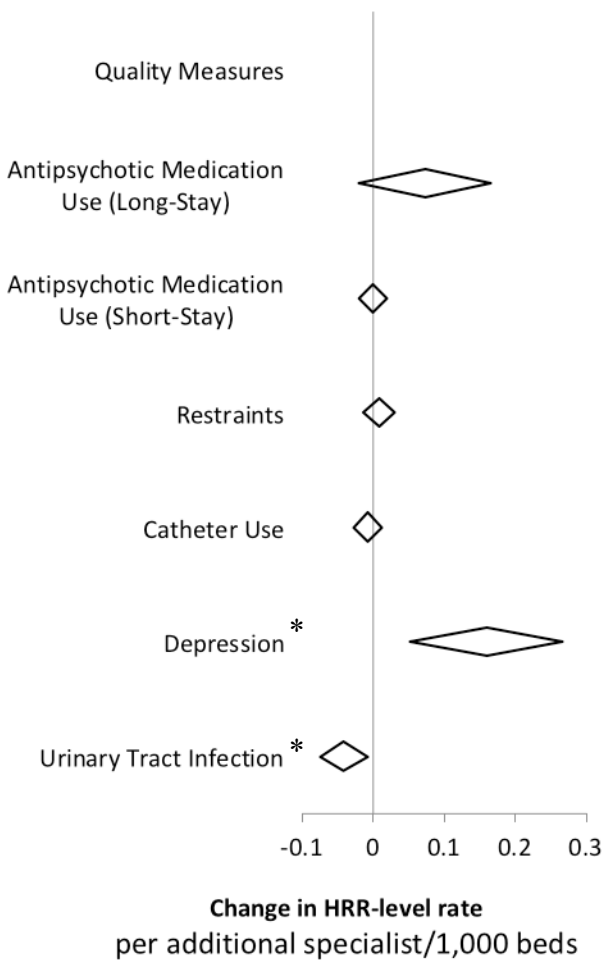 Quality Measures
Antipsychotic Medication
Use (Long-Stay)
Antipsychotic Medication
Use (Short-Stay)
Restraints
Catheter Use
Depression *
Urinary Tract Infection *
-0.1 0 0.1 0.2 0.3
Change in HRR-level rate
per additional specialist/1,000 beds